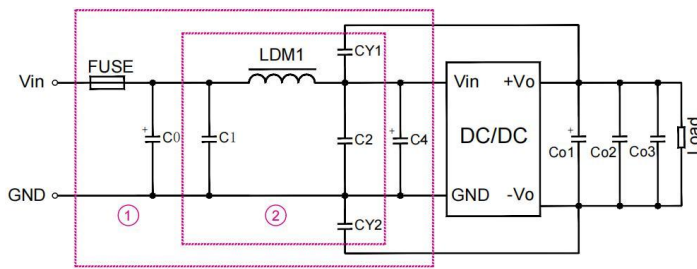 FUSE
LDM1
CY1
Vin
Vin
+Vo
+
C0
C1
C2
+
C4
DC/DC
+
Co1
Co2
Co3
Load
GND
①
②
GND
-Vo
CY2